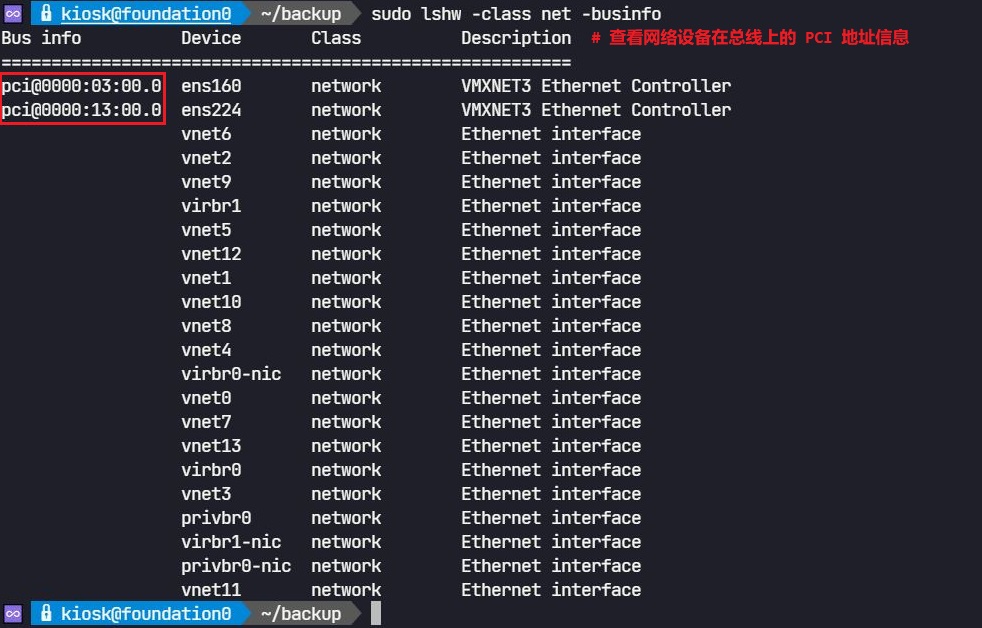 kiosk@foundation0 ~/backup sudo lshw -class net -businfo
Bus info Device Class Description # 查看网络设备在总线上的 PCI 地址信息
=========================================================
pci@0000:03:00.0 ens160 network VMXNET3 Ethernet Controller
pci@0000:13:00.0 ens224 network VMXNET3 Ethernet Controller
vnet6 network Ethernet interface
vnet2 network Ethernet interface
vnet9 network Ethernet interface
virbr1 network Ethernet interface
vnet5 network Ethernet interface
vnet12 network Ethernet interface
vnet1 network Ethernet interface
vnet10 network Ethernet interface
vnet8 network Ethernet interface
vnet4 network Ethernet interface
virbr0-nic network Ethernet interface
vnet0 network Ethernet interface
vnet7 network Ethernet interface
vnet13 network Ethernet interface
virbr0 network Ethernet interface
vnet3 network Ethernet interface
privbr0 network Ethernet interface
virbr1-nic network Ethernet interface
privbr0-nic network Ethernet interface
vnet11 network Ethernet interface
kiosk@foundation0 ~/backup